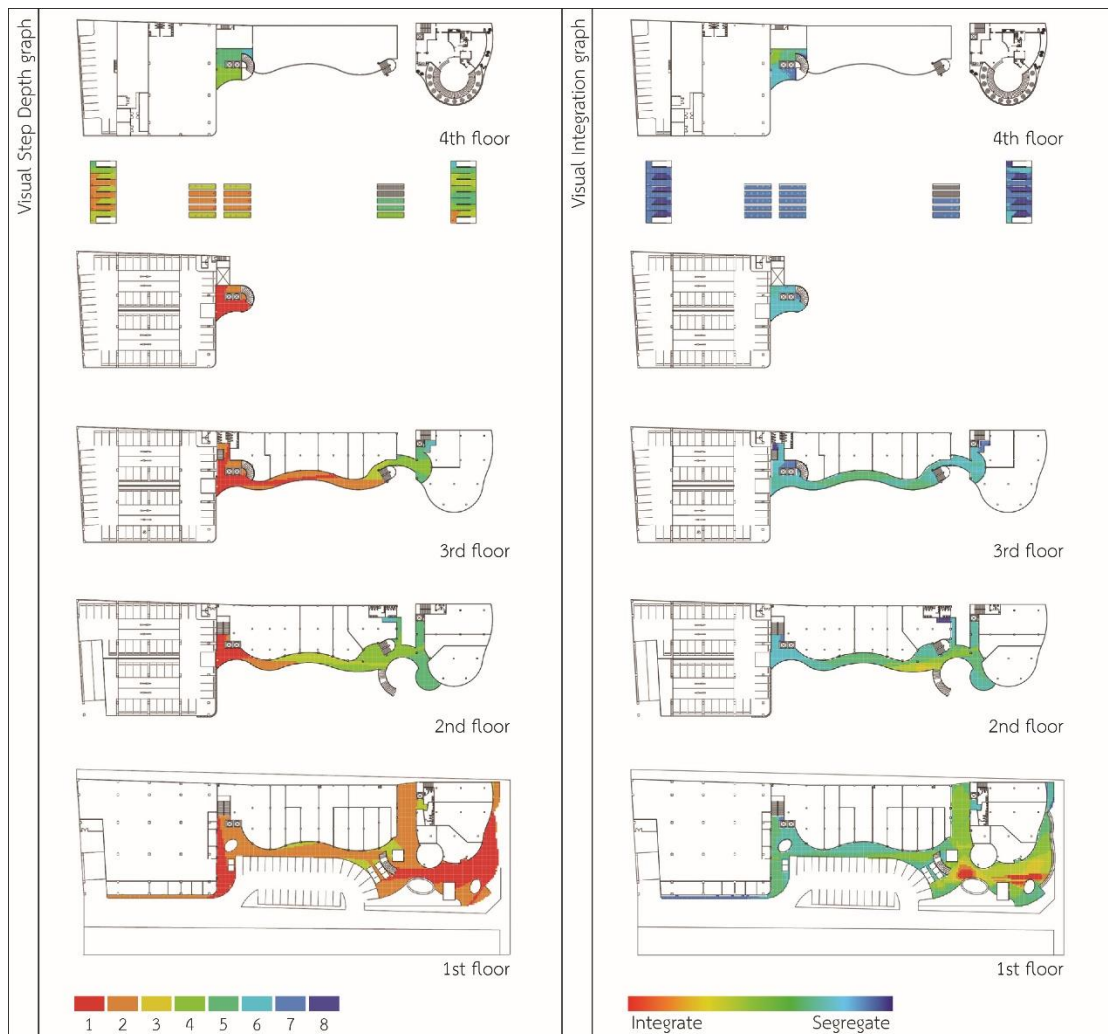 Visual Step Depth graph
4th floor
3rd floor
2nd floor
1st floor
1 2 3 4 5 6 7 8
Visual Integration graph
4th floor
3rd floor
2nd floor
1st floor
Integrate Segregate